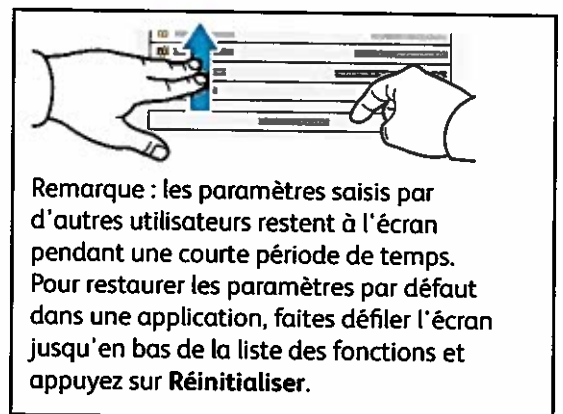 Remarque : les paramètres saisis par
d'autres utilisateurs restent à l'écran
pendant une courte période de temps.
Pour restaurer les paramètres par défaut
dans une application, faites défiler l'écran
jusqu'en bas de la liste des fonctions et
appuyez sur Réinitialiser.